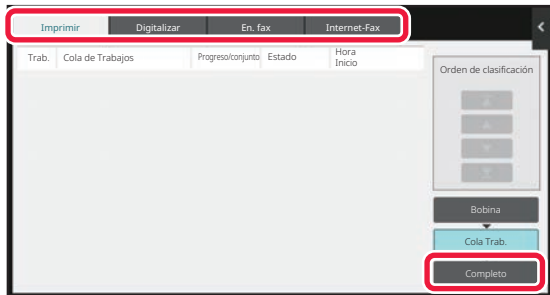 Imprimir Digitalizar En. fax Internet-Fax
Trab. Cola de Trabajos Progreso/conjunto Estado Hora
Inicio
Orden de clasificación
Bobina
Cola Trab.
Completo